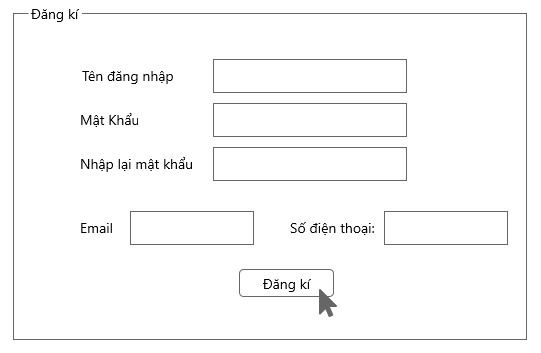 Đăng kí
Tên đăng nhập
Mật Khẩu
Nhập lại mật khẩu
Email Số điện thoại:
Đăng kí